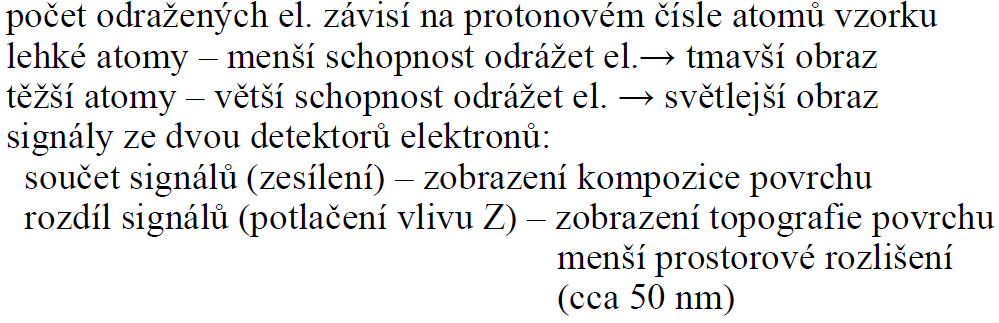 počet odražených el. závisí na protonovém čísle atomů vzorku
lehké atomy – menší schopnost odrážet el.→ tmavší obraz
těžší atomy – větší schopnost odrážet el. → světlejší obraz
signály ze dvou detektorů elektronů:
součet signálů (zesílení) – zobrazení kompozice povrchu
rozdíl signálů (potlačení vlivu Z) – zobrazení topografie povrchu
menší prostorové rozlišení
(cca 50 nm)